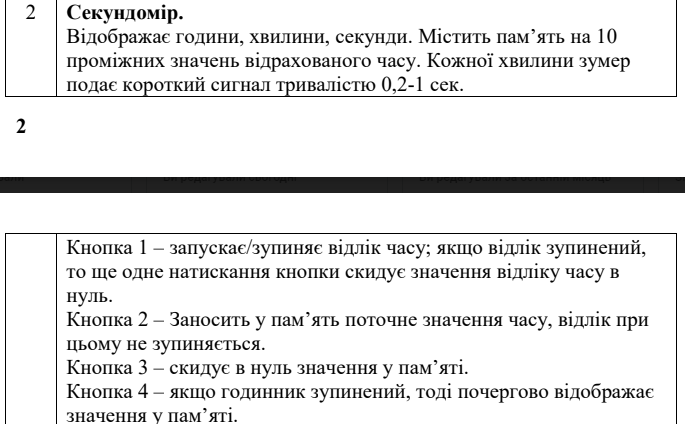 2 Секундомір.
Відображає години, хвилини, секунди. Містить пам’ять на 10
проміжних значень відрахованого часу. Кожної хвилини зумер
подає короткий сигнал тривалістю 0,2-1 сек.
2
Кнопка 1 – запускає/зупиняє відлік часу; якщо відлік зупинений,
то ще одне натискання кнопки скидує значення відліку часу в
нуль.
Кнопка 2 – Заносить у пам’ять поточне значення часу, відлік при
цьому не зупиняється.
Кнопка 3 – скидує в нуль значення у пам’яті.
Кнопка 4 – якщо годинник зупинений, тоді почергово відображає
значення у пам’яті.